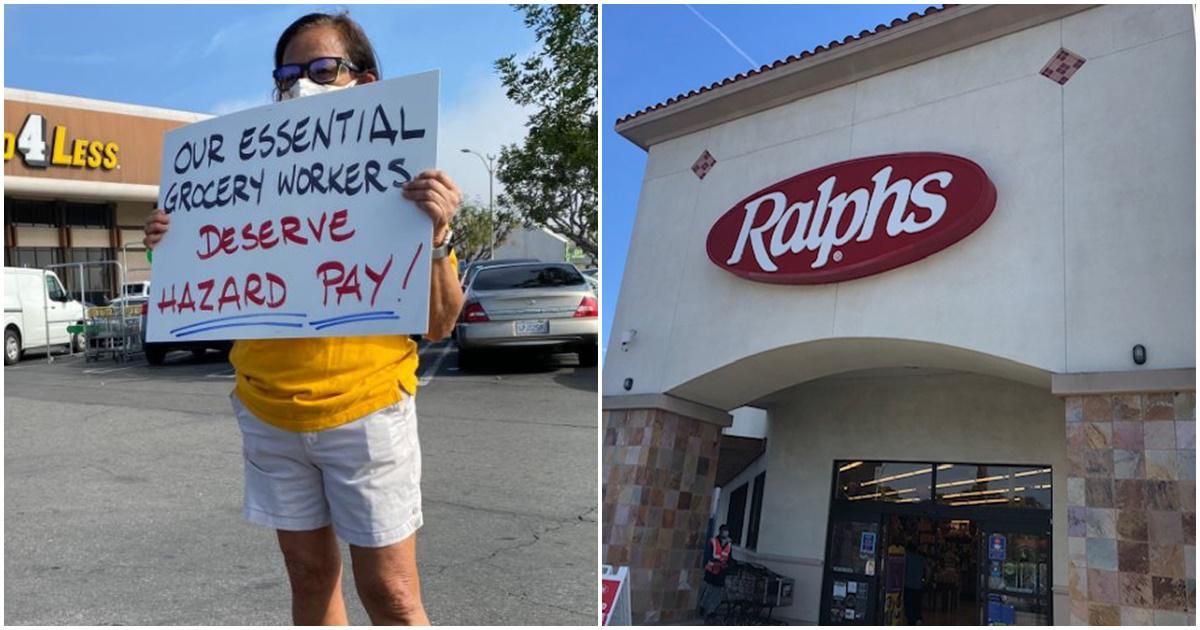 4 LESS
OUR ESSENTIAL
GROCERY WORKERS
DESERVE
HAZARD PAY!
Ralphs